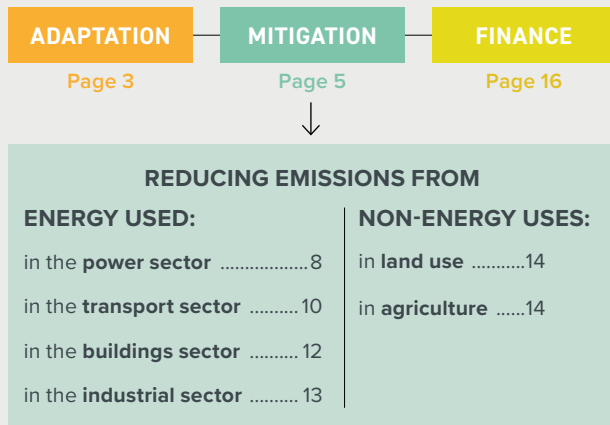 ADAPTATION
MITIGATION
FINANCE
Page 3
Page 5
Page 16
REDUCING EMISSIONS FROM
ENERGY USED:
in the power sector ..................8
in the transport sector ..........10
in the buildings sector ..........12
in the industrial sector ..........13
NON-ENERGY USES:
in land use ...........14
in agriculture ......14